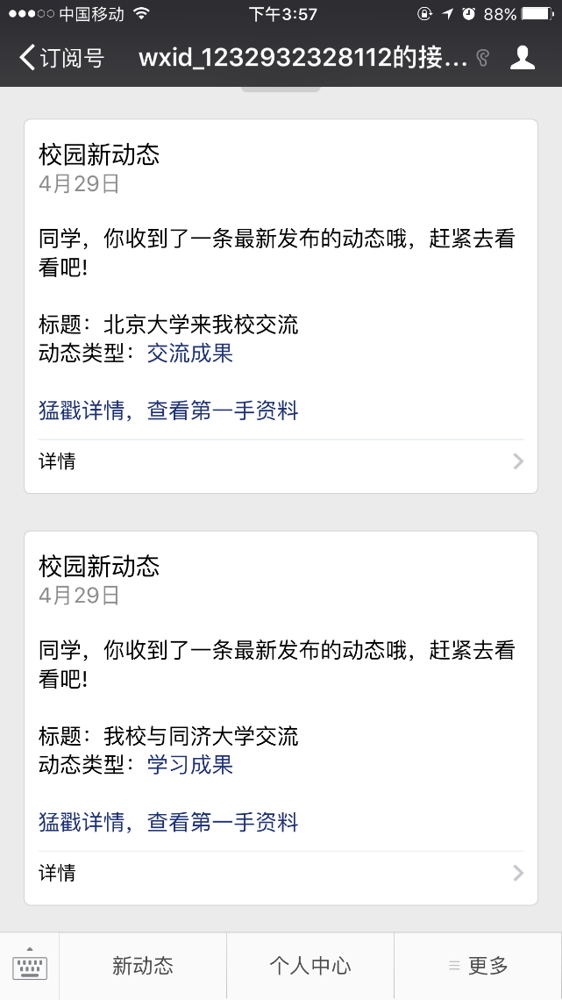 中国移动
下午3:57
88%
订阅号
wxid_1232932328112的接...
校园新动态
4月29日
同学，你收到了一条最新发布的动态哦，赶紧去看
看吧!
标题：北京大学来我校交流
动态类型：交流成果
猛戳详情，查看第一手资料
详情
校园新动态
4月29日
同学，你收到了一条最新发布的动态哦，赶紧去看
看吧!
标题：我校与同济大学交流
动态类型：学习成果
猛戳详情，查看第一手资料
详情
新动态
个人中心
更多